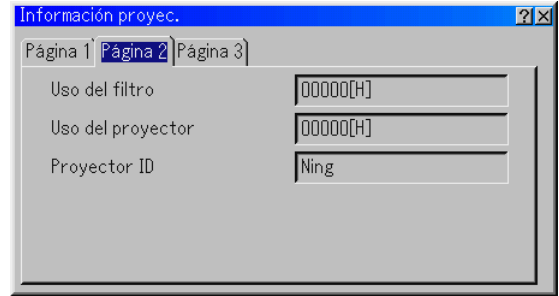 Información proyec.
Página 1 Página 2 Página 3
Uso del filtro 00000[H]
Uso del proyector 00000[H]
Proyector ID Ning